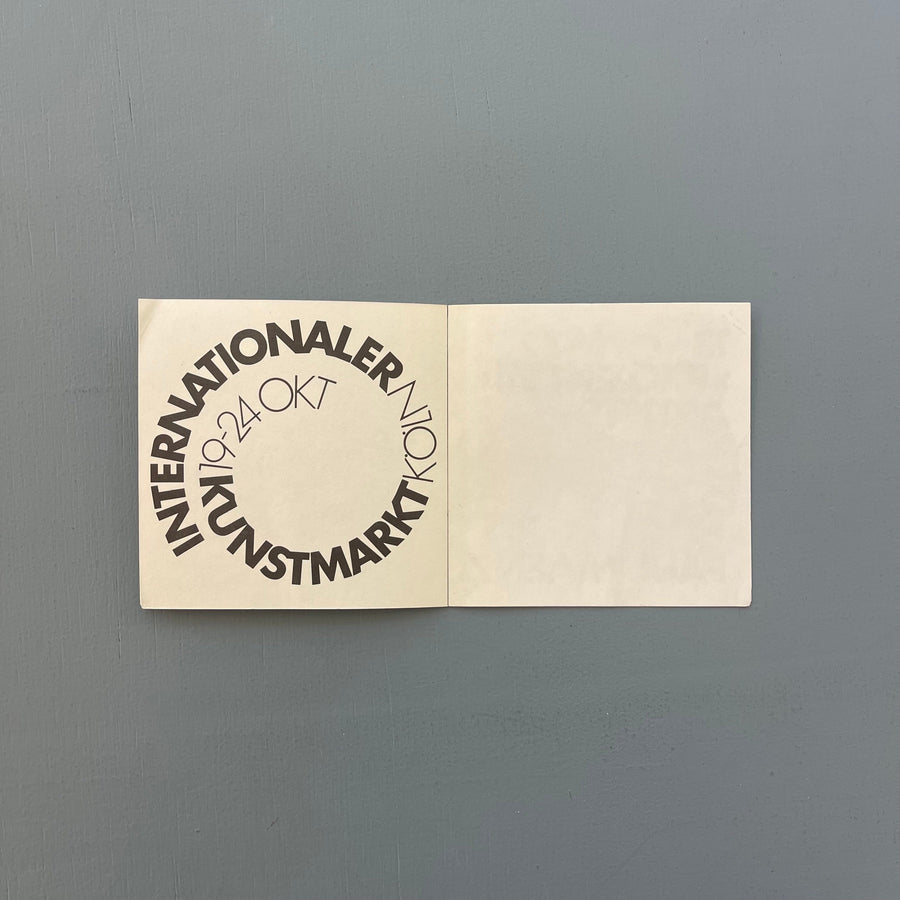 INTERNATIONALER
KUNSTMARKT KÖLN
19-24 OKT